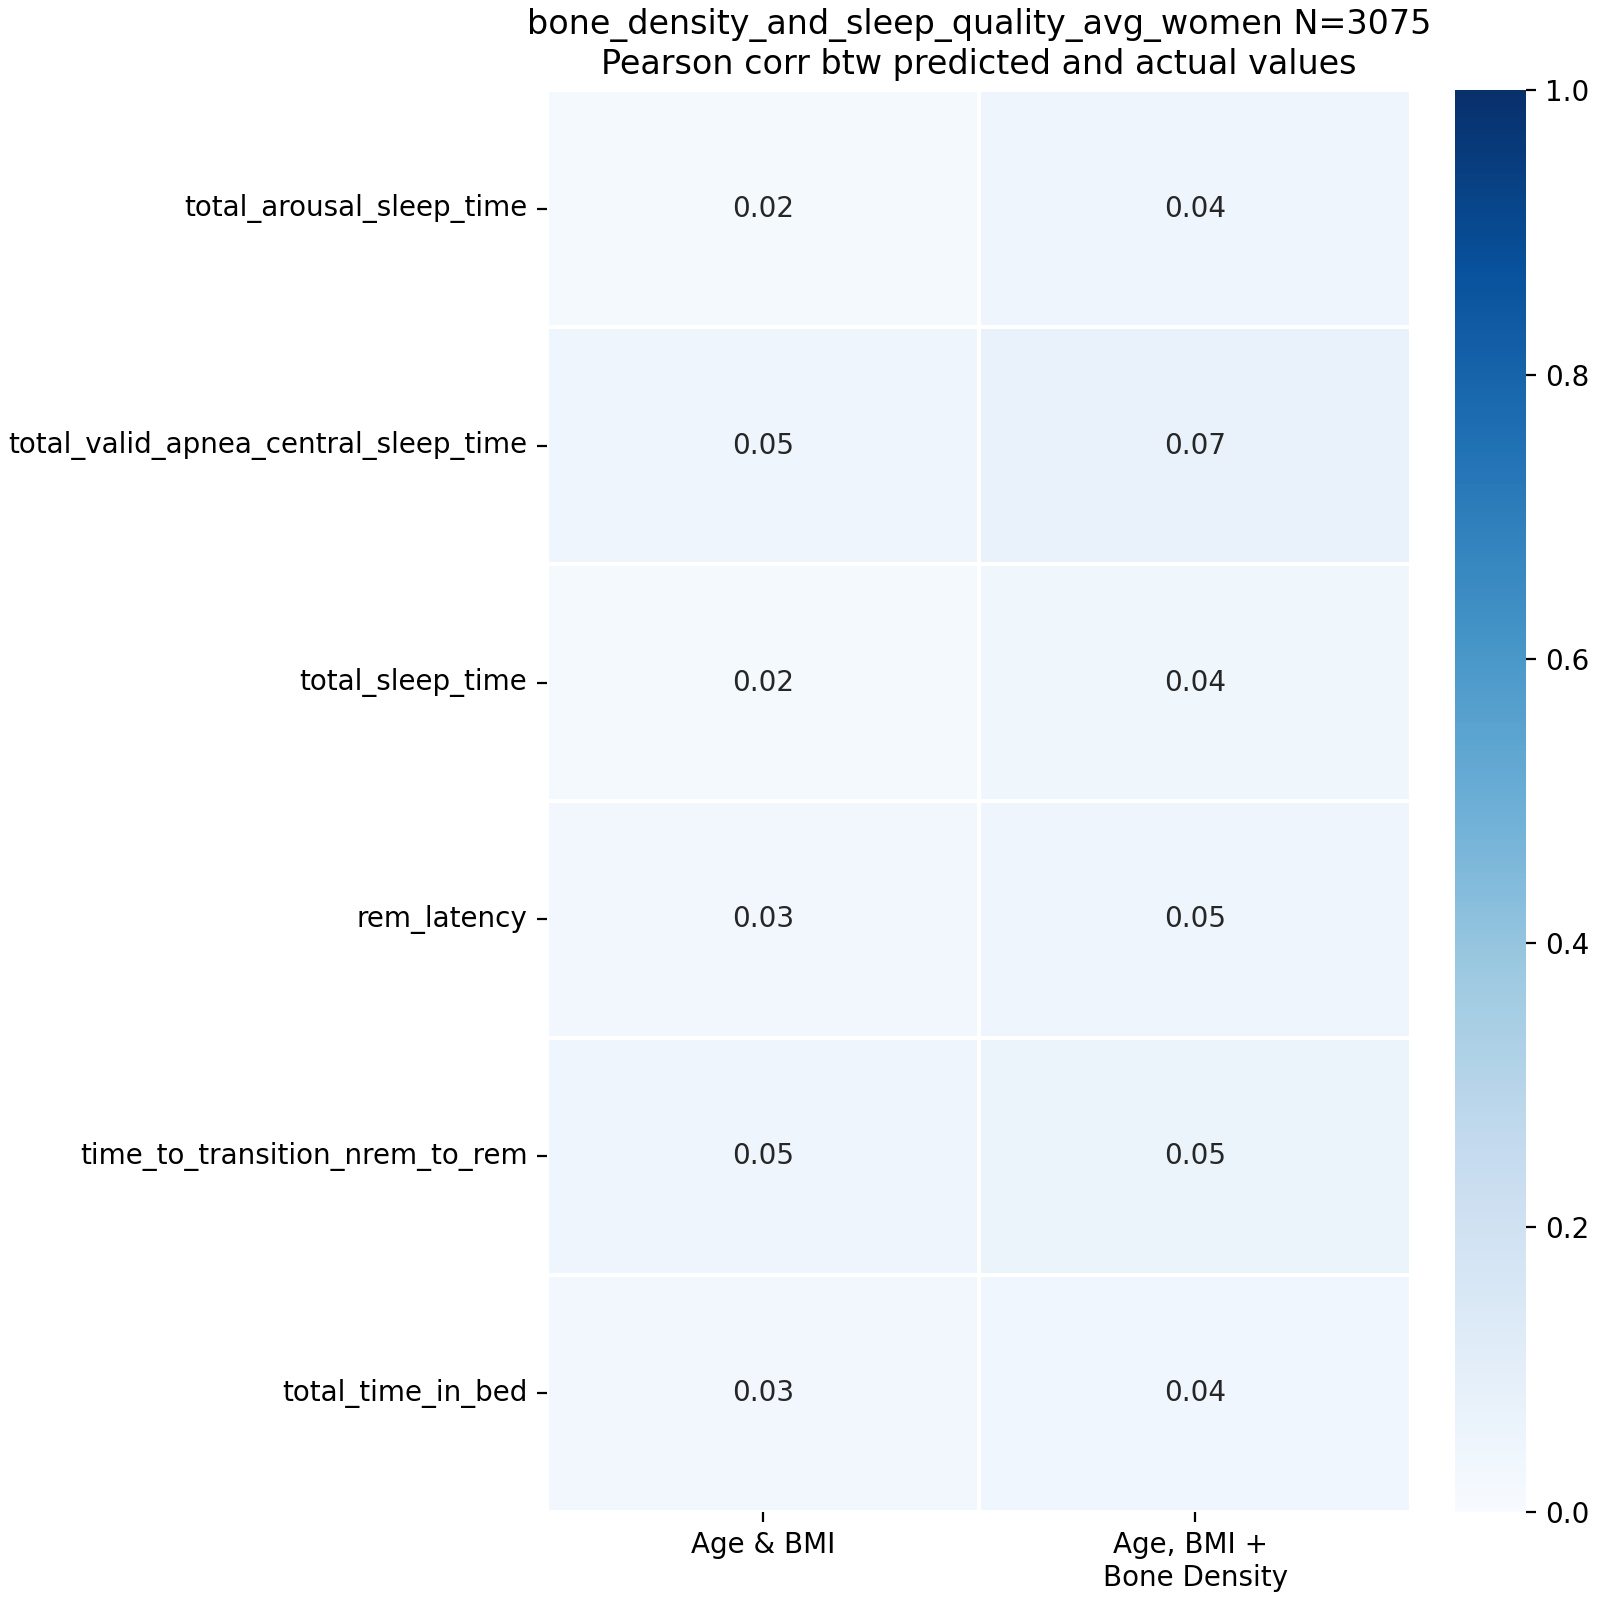 bone_density_and_sleep_quality_avg_women N=3075
Pearson corr btw predicted and actual values
total_arousal_sleep_time
0.02
0.04
total_valid_apnea_central_sleep_time
0.05
0.07
total_sleep_time
0.02
0.04
rem_latency
0.03
0.05
time_to_transition_nrem_to_rem
0.05
0.05
total_time_in_bed
0.03
0.04
Age & BMI
Age, BMI +
Bone Density
1.0
0.8
0.6
0.4
0.2
0.0